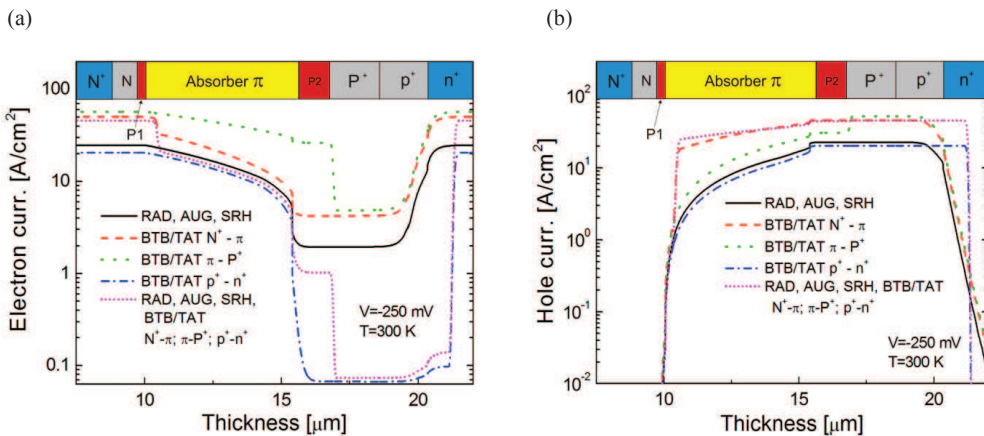 (a)
N⁺ N Absorber π P2 P⁺ p⁺ n⁺
P1
Electron curr. [A/cm²]
100
10
1
0.1
RAD, AUG, SRH
BTB/TAT N⁺ - π
BTB/TAT π - P⁺
BTB/TAT p⁺ - n⁺
RAD, AUG, SRH,
BTB/TAT
N⁺-π; π-P⁺; p⁺-n⁺
V=-250 mV
T=300 K
10 15 20
Thickness [μm]
(b)
N⁺ N Absorber π P2 P⁺ p⁺ n⁺
P1
Hole curr. [A/cm²]
10²
10¹
10⁰
10⁻¹
10⁻²
RAD, AUG, SRH
BTB/TAT N⁺ - π
BTB/TAT π - P⁺
BTB/TAT p⁺ - n⁺
RAD, AUG, SRH, BTB/TAT
N⁺-π; π-P⁺; p⁺-n⁺
V=-250 mV
T=300 K
10 15 20
Thickness [μm]